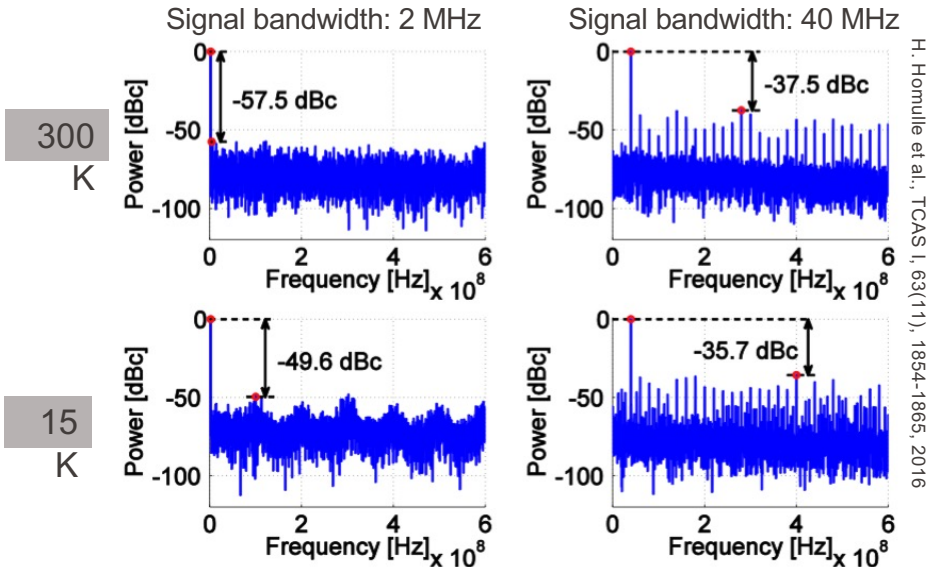 Signal bandwidth: 2 MHz
Signal bandwidth: 40 MHz
300
K
0
-50
-100
Power [dBc]
-57.5 dBc
0 2 4 6
Frequency [Hz] x 10^8
0
-50
-100
Power [dBc]
-37.5 dBc
0 2 4 6
Frequency [Hz] x 10^8
15
K
0
-50
-100
Power [dBc]
-49.6 dBc
0 2 4 6
Frequency [Hz] x 10^8
0
-50
-100
Power [dBc]
-35.7 dBc
0 2 4 6
Frequency [Hz] x 10^8
H. Homulle et al., TCAS I, 63(11), 1854-1865, 2016